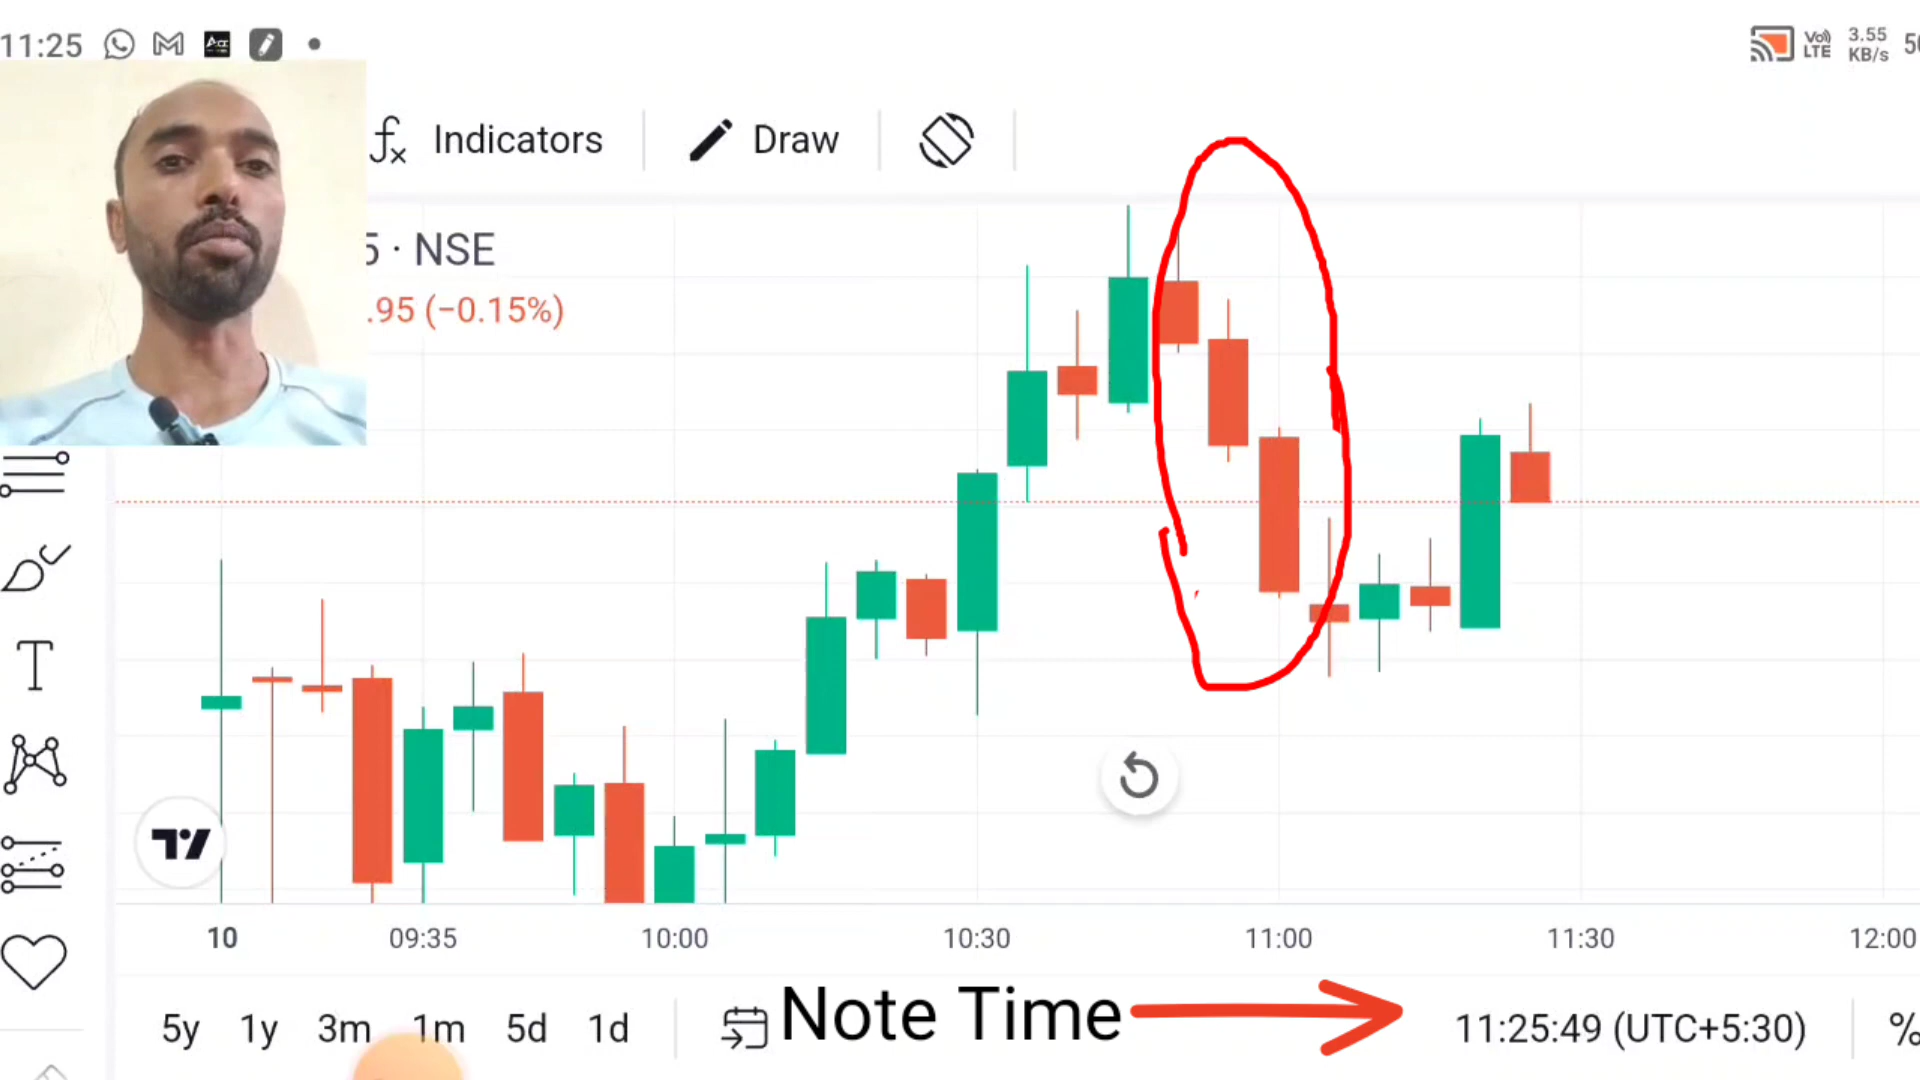 11:25
Vo))
LTE
3.55
KB/s
Indicators
Draw
5 · NSE
.95 (−0.15%)
10
09:35
10:00
10:30
11:00
11:30
12:00
5y
1y
3m
1m
5d
1d
Note Time
11:25:49 (UTC+5:30)
%